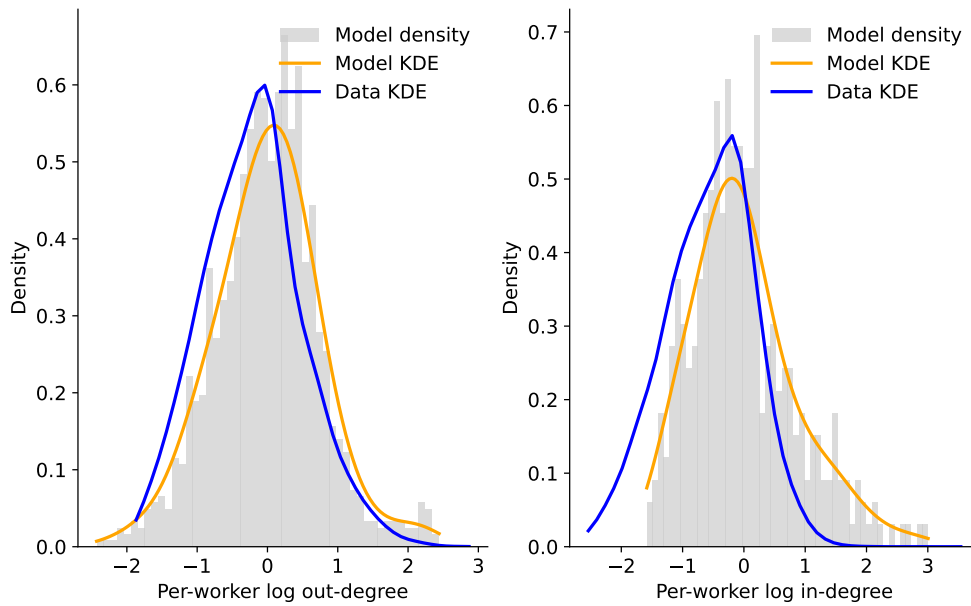 Model density
Model KDE
Data KDE
0.6
0.5
0.4
0.3
0.2
0.1
0.0
Density
−2
−1
0
1
2
3
Per-worker log out-degree
Model density
Model KDE
Data KDE
0.7
0.6
0.5
0.4
0.3
0.2
0.1
0.0
Density
−2
−1
0
1
2
3
Per-worker log in-degree